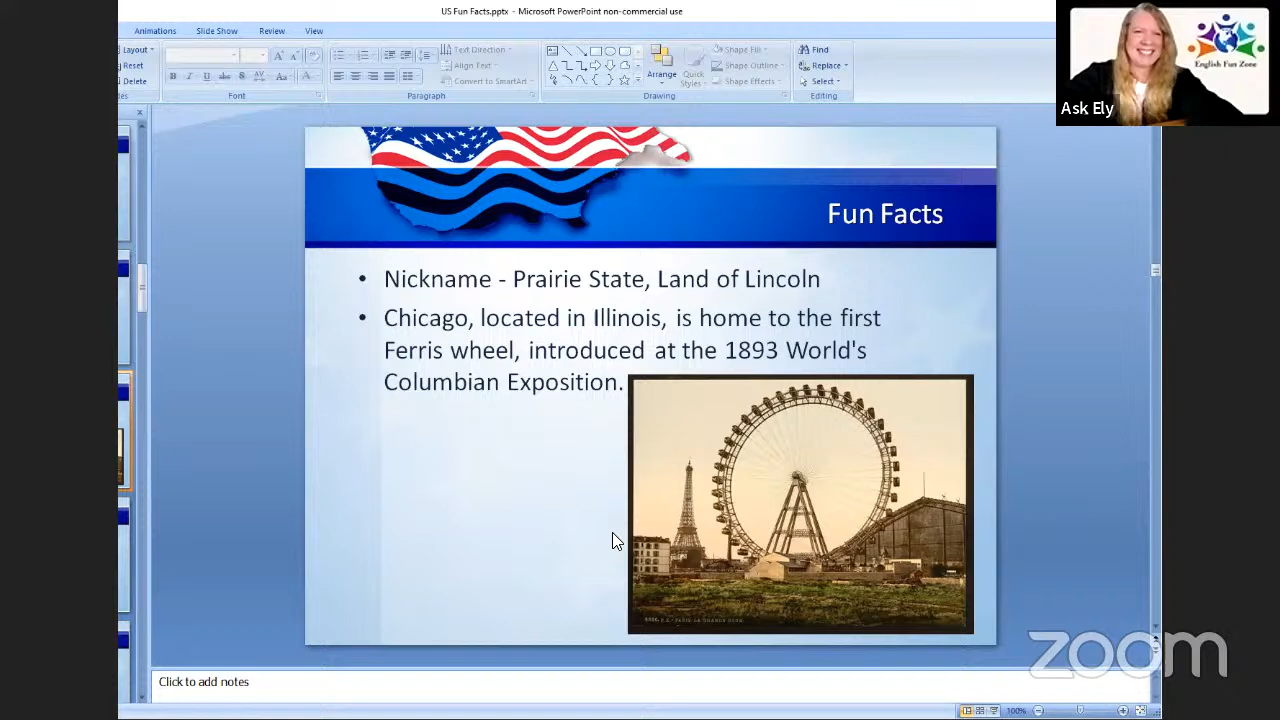 US Fun Facts.pptx - Microsoft PowerPoint non-commercial use
Animations Slide Show Review View
Layout
Reset
Delete
Font
Text Direction
Align Text
Convert to SmartArt
Paragraph
Arrange
Quick
Styles
Shape Fill
Shape Outline
Shape Effects
Drawing
Find
Replace
Select
Editing
English Fun Zone
Ask Ely
Fun Facts
• Nickname - Prairie State, Land of Lincoln
• Chicago, located in Illinois, is home to the first
Ferris wheel, introduced at the 1893 World's
Columbian Exposition.
Click to add notes
100%
zoom